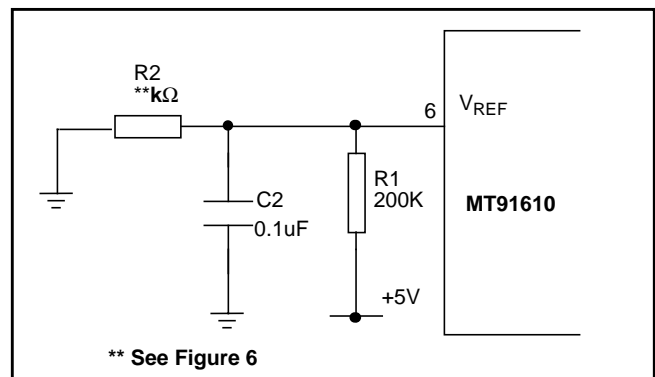 R2
**kΩ
6
VREF
R1
200K
MT91610
C2
0.1uF
+5V
** See Figure 6